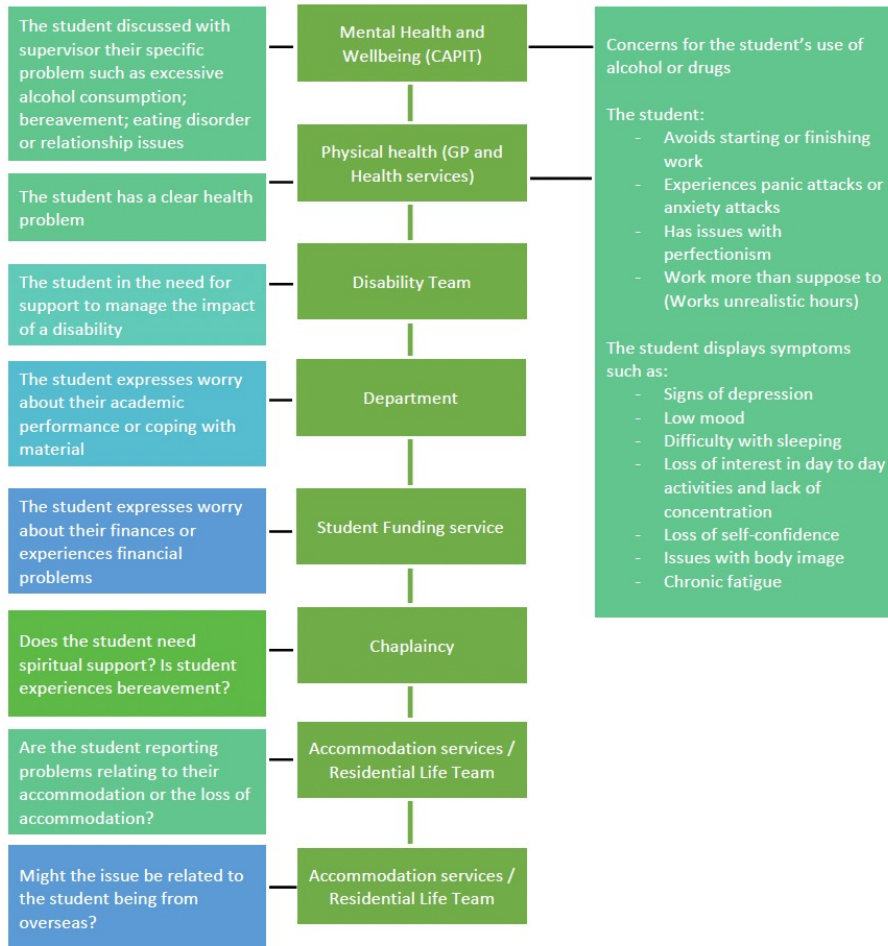 The student discussed with
supervisor their specific
problem such as excessive
alcohol consumption;
bereavement; eating disorder
or relationship issues
Mental Health and
Wellbeing (CAPIT)
The student has a clear health
problem
Physical health (GP and
Health services)
Concerns for the student's use of
alcohol or drugs
The student:
- Avoids starting or finishing
work
- Experiences panic attacks or
anxiety attacks
- Has issues with
perfectionism
- Work more than suppose to
(Works unrealistic hours)
The student displays symptoms
such as:
- Signs of depression
- Low mood
- Difficulty with sleeping
- Loss of interest in day to day
activities and lack of
concentration
- Loss of self-confidence
- Issues with body image
- Chronic fatigue
The student in the need for
support to manage the impact
of a disability
Disability Team
The student expresses worry
about their academic
performance or coping with
material
Department
The student expresses worry
about their finances or
experiences financial
problems
Student Funding service
Does the student need
spiritual support? Is student
experiences bereavement?
Chaplaincy
Are the student reporting
problems relating to their
accommodation or the loss of
accommodation?
Accommodation services /
Residential Life Team
Might the issue be related to
the student being from
overseas?
Accommodation services /
Residential Life Team